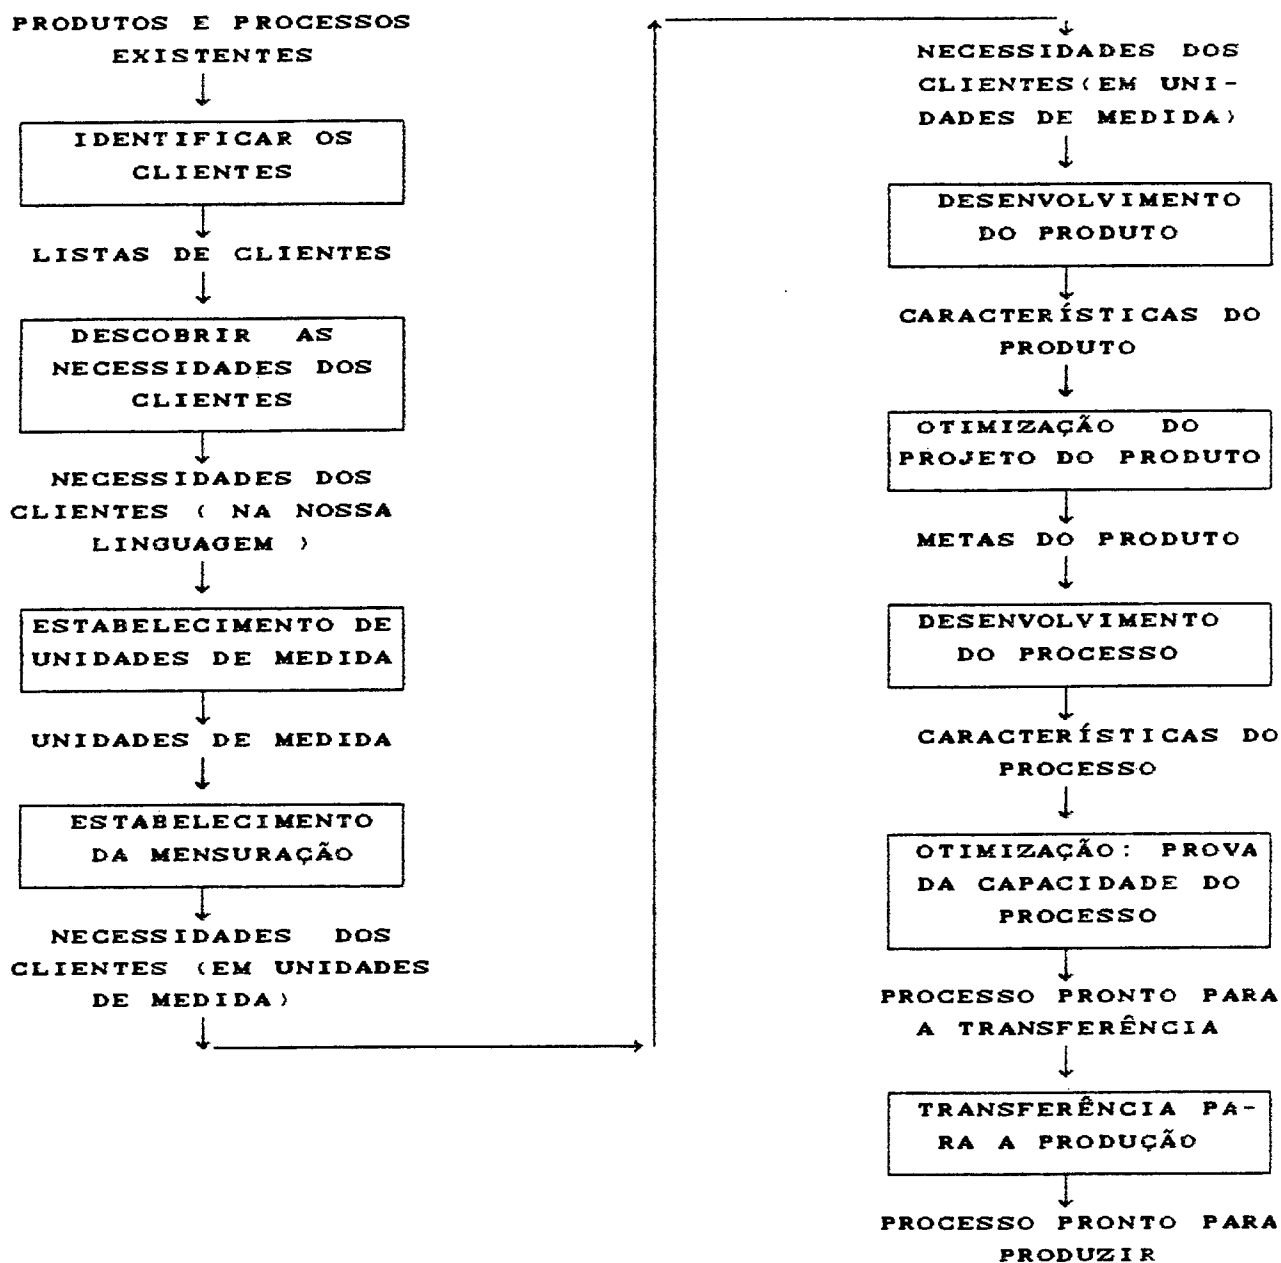 PRODUTOS E PROCESSOS
EXISTENTES
IDENTIFICAR OS
CLIENTES
LISTAS DE CLIENTES
DESCOBRIR AS
NECESSIDADES DOS
CLIENTES
NECESSIDADES DOS
CLIENTES ( NA NOSSA
LINGUAGEM )
ESTABELECIMENTO DE
UNIDADES DE MEDIDA
UNIDADES DE MEDIDA
ESTABELECIMENTO
DA MENSURAÇÃO
NECESSIDADES DOS
CLIENTES (EM UNIDADES
DE MEDIDA)
NECESSIDADES DOS
CLIENTES(EM UNI-
DADES DE MEDIDA)
DESENVOLVIMENTO
DO PRODUTO
CARACTERÍSTICAS DO
PRODUTO
OTIMIZAÇÃO DO
PROJETO DO PRODUTO
METAS DO PRODUTO
DESENVOLVIMENTO
DO PROCESSO
CARACTERÍSTICAS DO
PROCESSO
OTIMIZAÇÃO: PROVA
DA CAPACIDADE DO
PROCESSO
PROCESSO PRONTO PARA
A TRANSFERÊNCIA
TRANSFERÊNCIA PA-
RA A PRODUÇÃO
PROCESSO PRONTO PARA
PRODUZIR